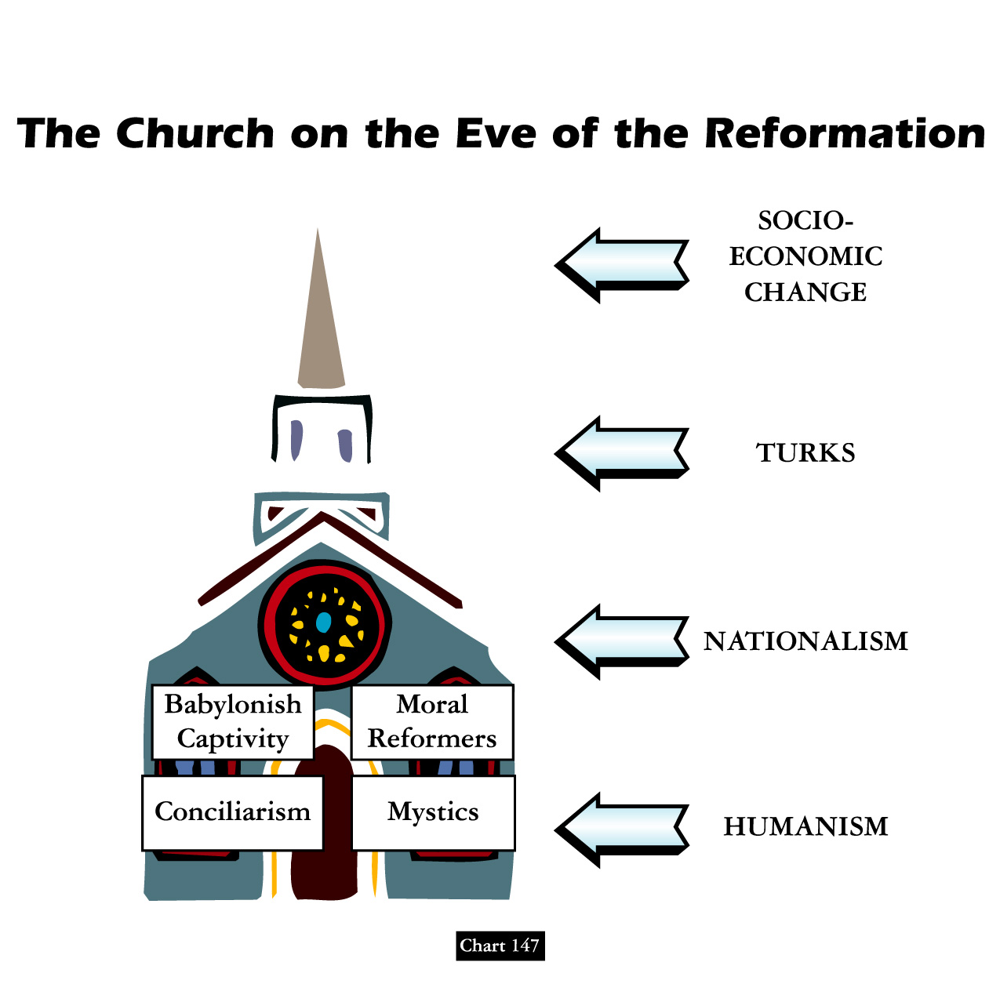 The Church on the Eve of the Reformation
SOCIO-
ECONOMIC
CHANGE
TURKS
NATIONALISM
Babylonish
Captivity
Moral
Reformers
Conciliarism
Mystics
HUMANISM
Chart 147